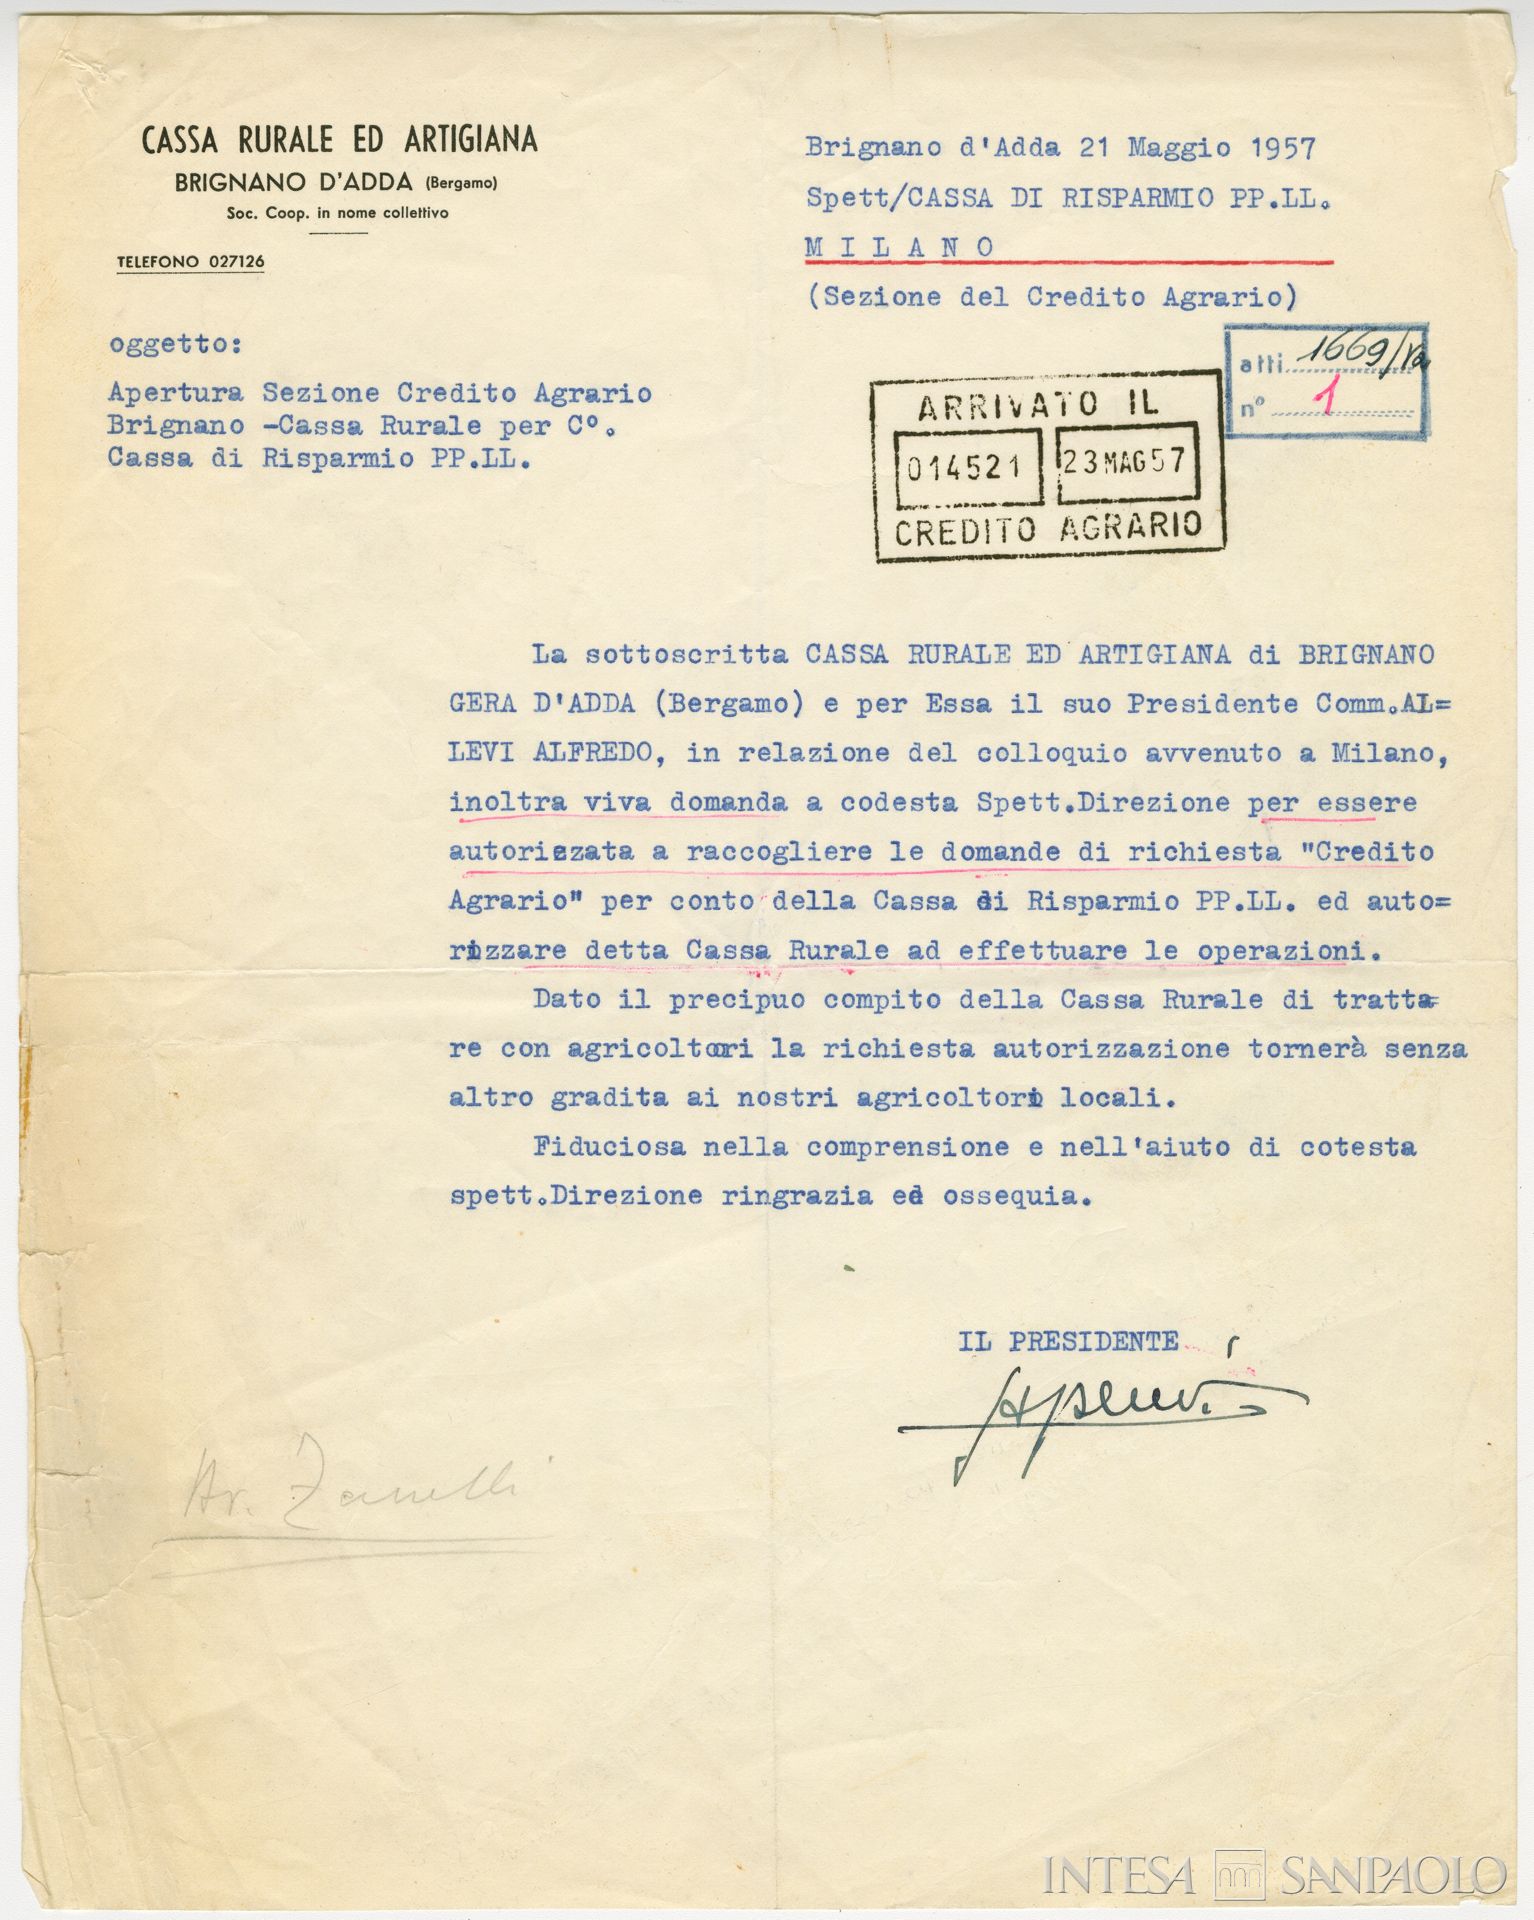 CASSA RURALE ED ARTIGIANA
BRIGNANO D'ADDA (Bergamo)
Soc. Coop. in nome collettivo
TELEFONO 027126
Brignano d'Adda 21 Maggio 1957
Spett/CASSA DI RISPARMIO PP.LL.
M I L A N O
(Sezione del Credito Agrario)
oggetto:
Apertura Sezione Credito Agrario
Brignano -Cassa Rurale per C°.
Cassa di Risparmio PP.LL.
atti 1669/
n° 1
ARRIVATO IL
014521 23 MAG 57
CREDITO AGRARIO
La sottoscritta CASSA RURALE ED ARTIGIANA di BRIGNANO
GERA D'ADDA (Bergamo) e per Essa il suo Presidente Comm.AL=
LEVI ALFREDO, in relazione del colloquio avvenuto a Milano,
inoltra viva domanda a codesta Spett.Direzione per essere
autorizzata a raccogliere le domande di richiesta "Credito
Agrario" per conto della Cassa di Risparmio PP.LL. ed auto=
rizzare detta Cassa Rurale ad effettuare le operazioni.
Dato il precipuo compito della Cassa Rurale di tratta=
re con agricoltori la richiesta autorizzazione tornerà senza
altro gradita ai nostri agricoltori locali.
Fiduciosa nella comprensione e nell'aiuto di cotesta
spett.Direzione ringrazia ed ossequia.
IL PRESIDENTE
Zanelli
INTESA SANPAOLO